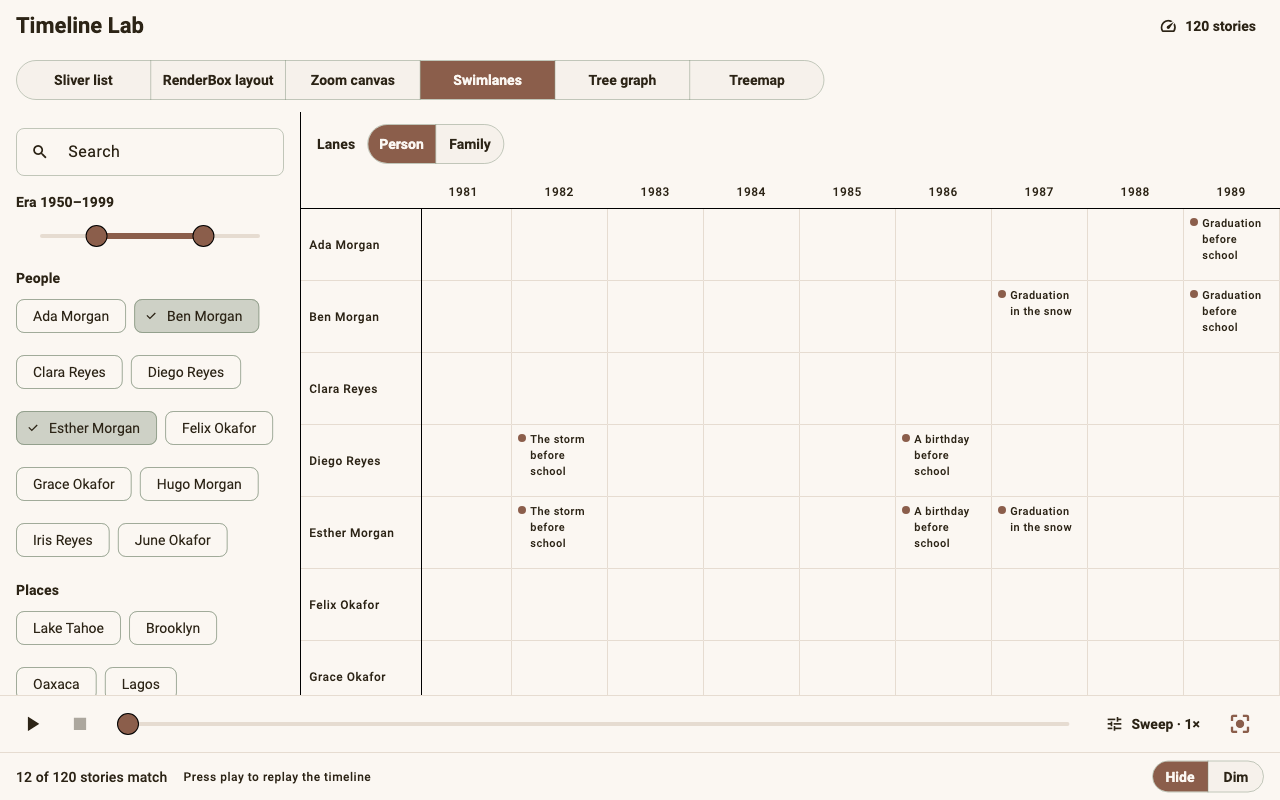 Timeline Lab
120 stories
Sliver list
RenderBox layout
Zoom canvas
Swimlanes
Tree graph
Treemap
Search
Era 1950–1999
People
Ada Morgan
Ben Morgan
Clara Reyes
Diego Reyes
Esther Morgan
Felix Okafor
Grace Okafor
Hugo Morgan
Iris Reyes
June Okafor
Places
Lake Tahoe
Brooklyn
Oaxaca
Lagos
Lanes
Person
Family
1981
1982
1983
1984
1985
1986
1987
1988
1989
Ada Morgan
Graduation
before
school
Ben Morgan
Graduation
in the snow
Graduation
before
school
Clara Reyes
Diego Reyes
The storm
before
school
A birthday
before
school
Esther Morgan
The storm
before
school
A birthday
before
school
Graduation
in the snow
Felix Okafor
Grace Okafor
Sweep · 1×
12 of 120 stories match
Press play to replay the timeline
Hide
Dim